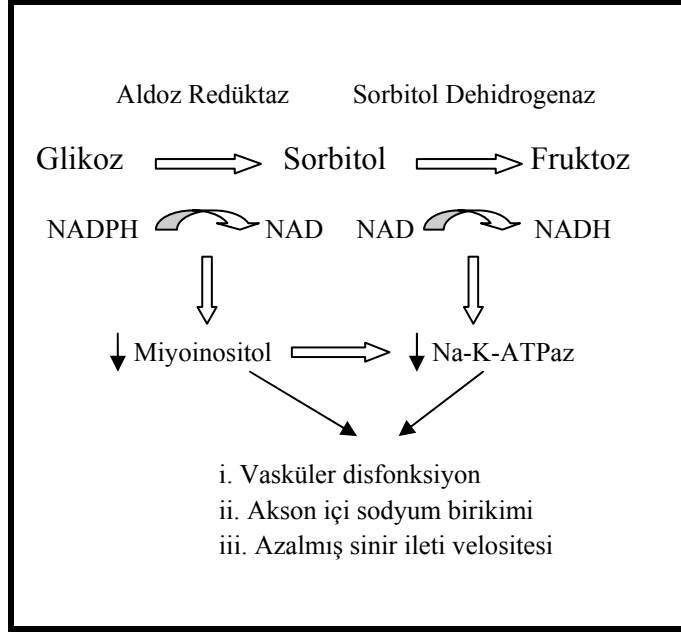 Aldoz Redüktaz Sorbitol Dehidrogenaz
Glikoz Sorbitol Fruktoz
NADPH NAD NAD NADH
Miyoinositol Na-K-ATPaz
i. Vasküler disfonksiyon
ii. Akson içi sodyum birikimi
iii. Azalmış sinir ileti velositesi